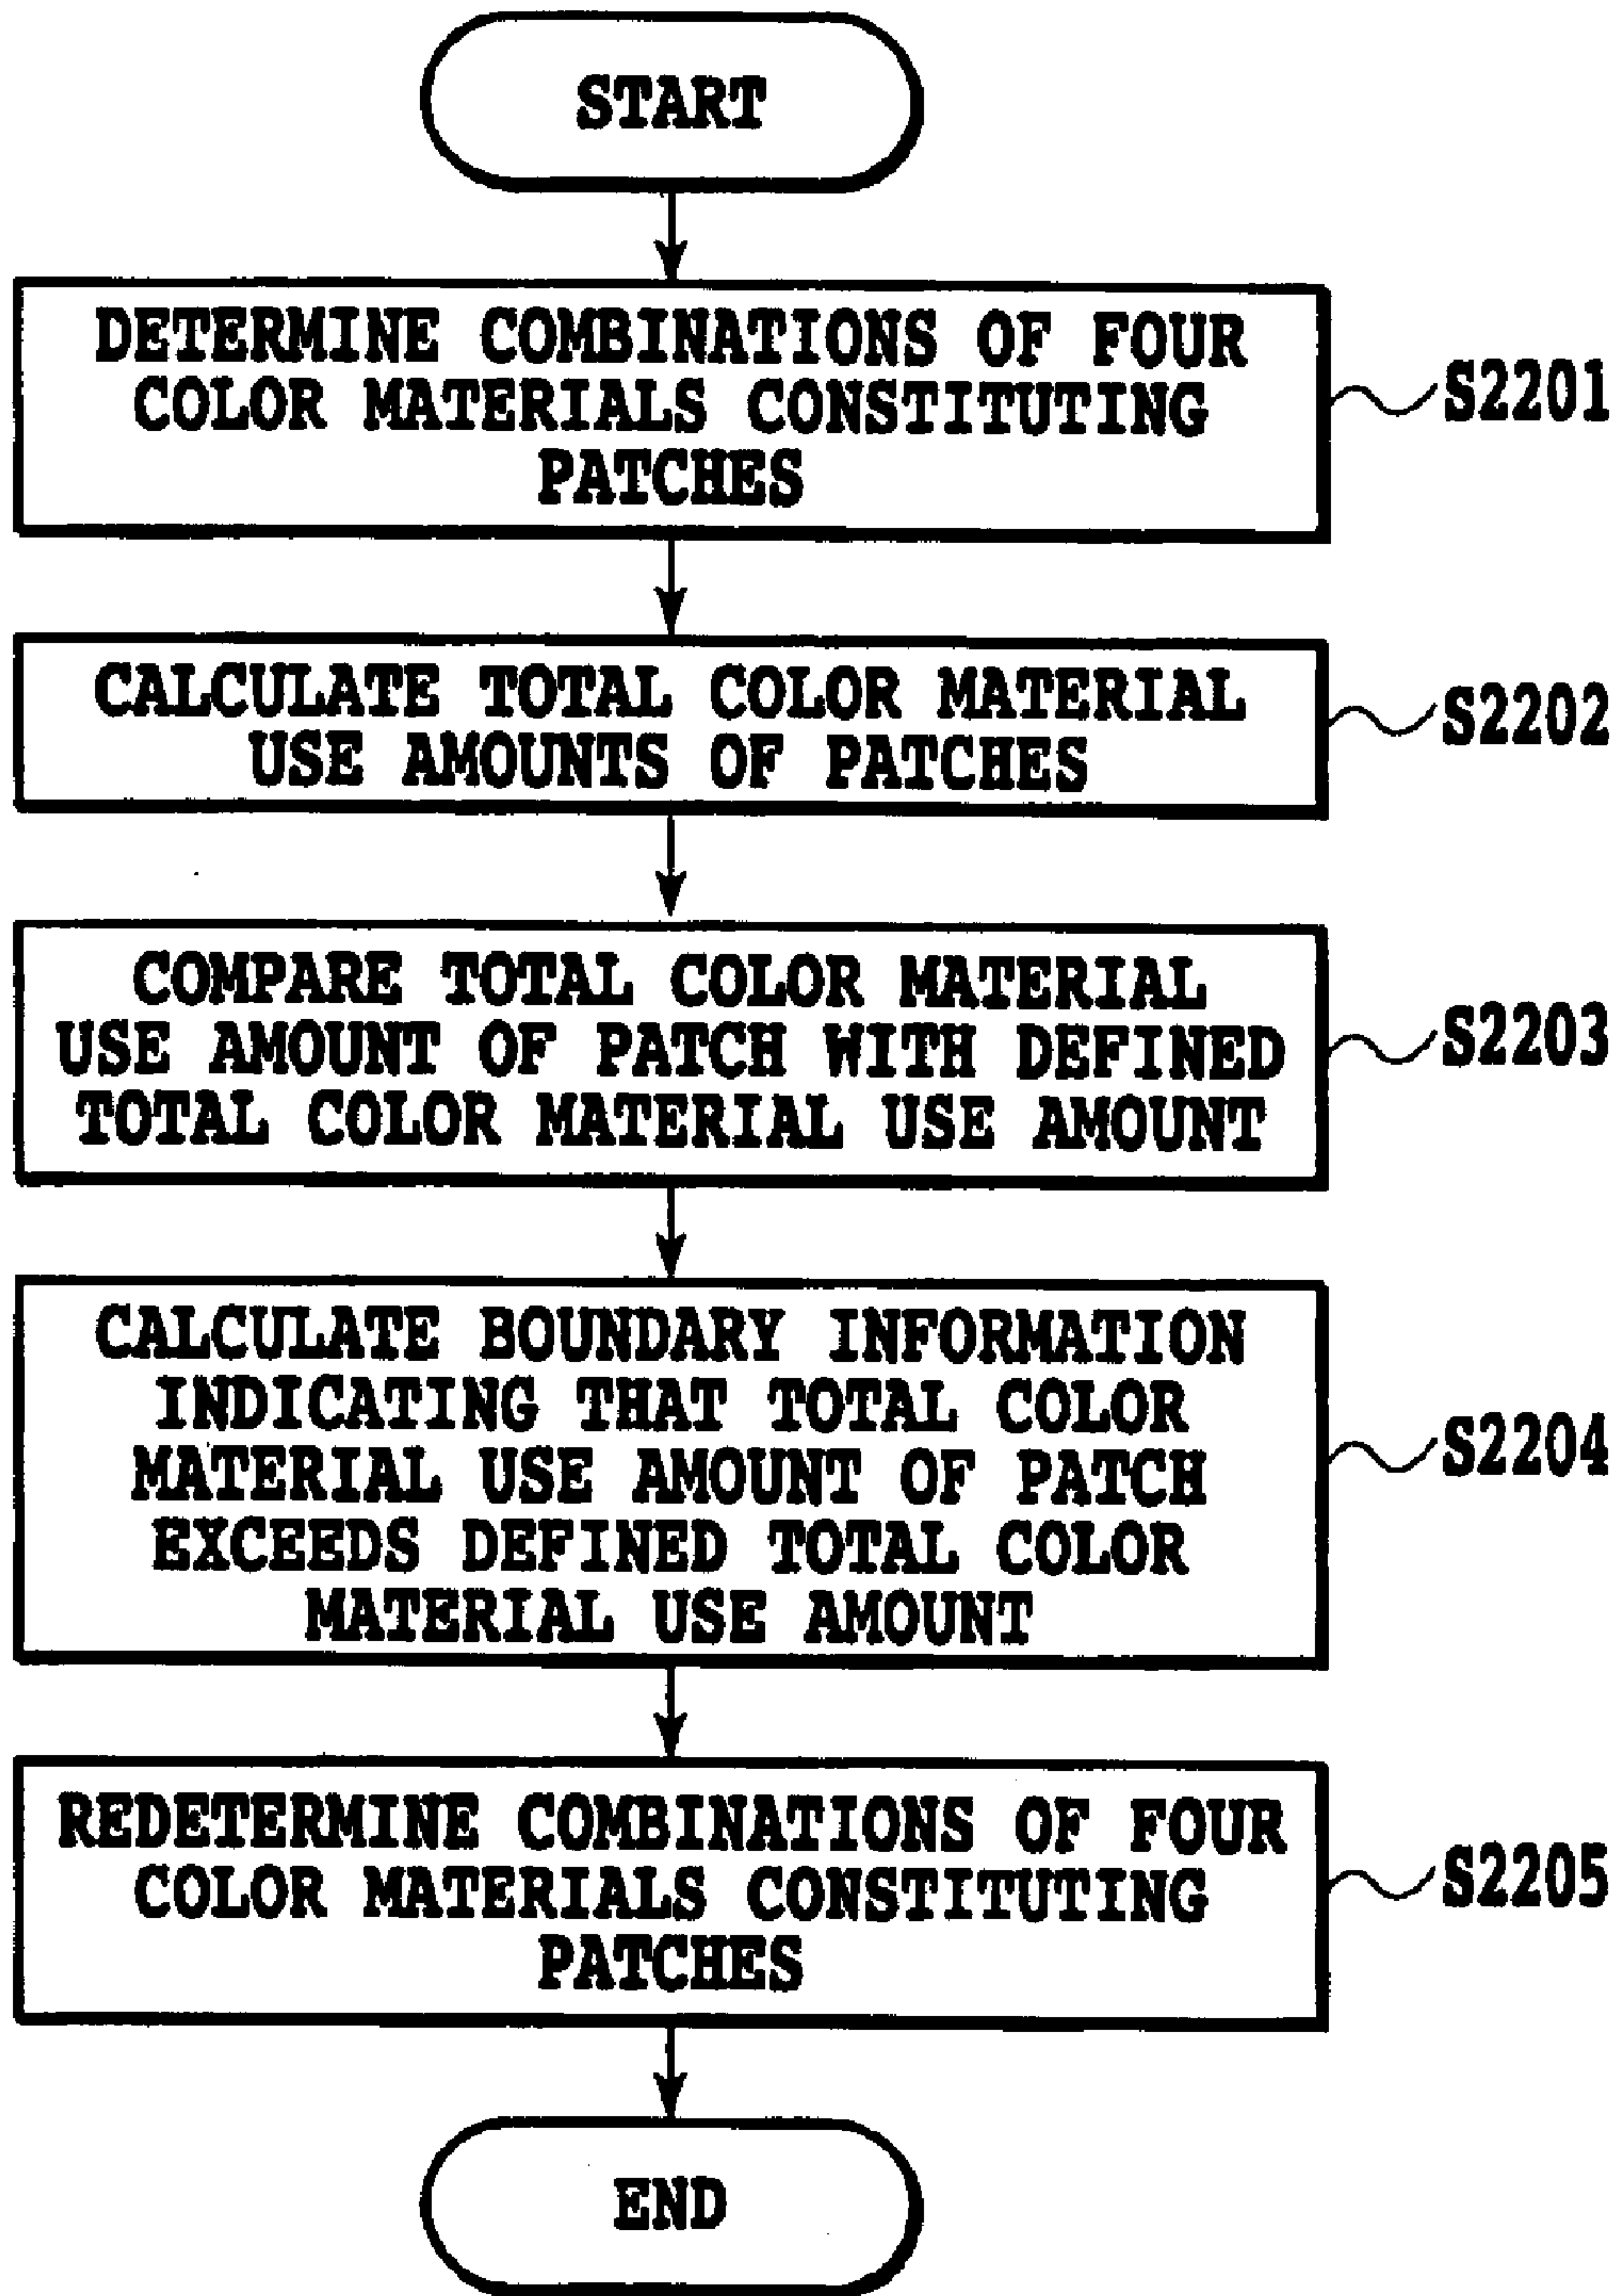 START
DETERMINE COMBINATIONS OF FOUR
COLOR MATERIALS CONSTITUTING
PATCHES
S2201
CALCULATE TOTAL COLOR MATERIAL
USE AMOUNTS OF PATCHES
S2202
COMPARE TOTAL COLOR MATERIAL
USE AMOUNT OF PATCH WITH DEFINED
TOTAL COLOR MATERIAL USE AMOUNT
S2203
CALCULATE BOUNDARY INFORMATION
INDICATING THAT TOTAL COLOR
MATERIAL USE AMOUNT OF PATCH
EXCEEDS DEFINED TOTAL COLOR
MATERIAL USE AMOUNT
S2204
REDETERMINE COMBINATIONS OF FOUR
COLOR MATERIALS CONSTITUTING
PATCHES
S2205
END